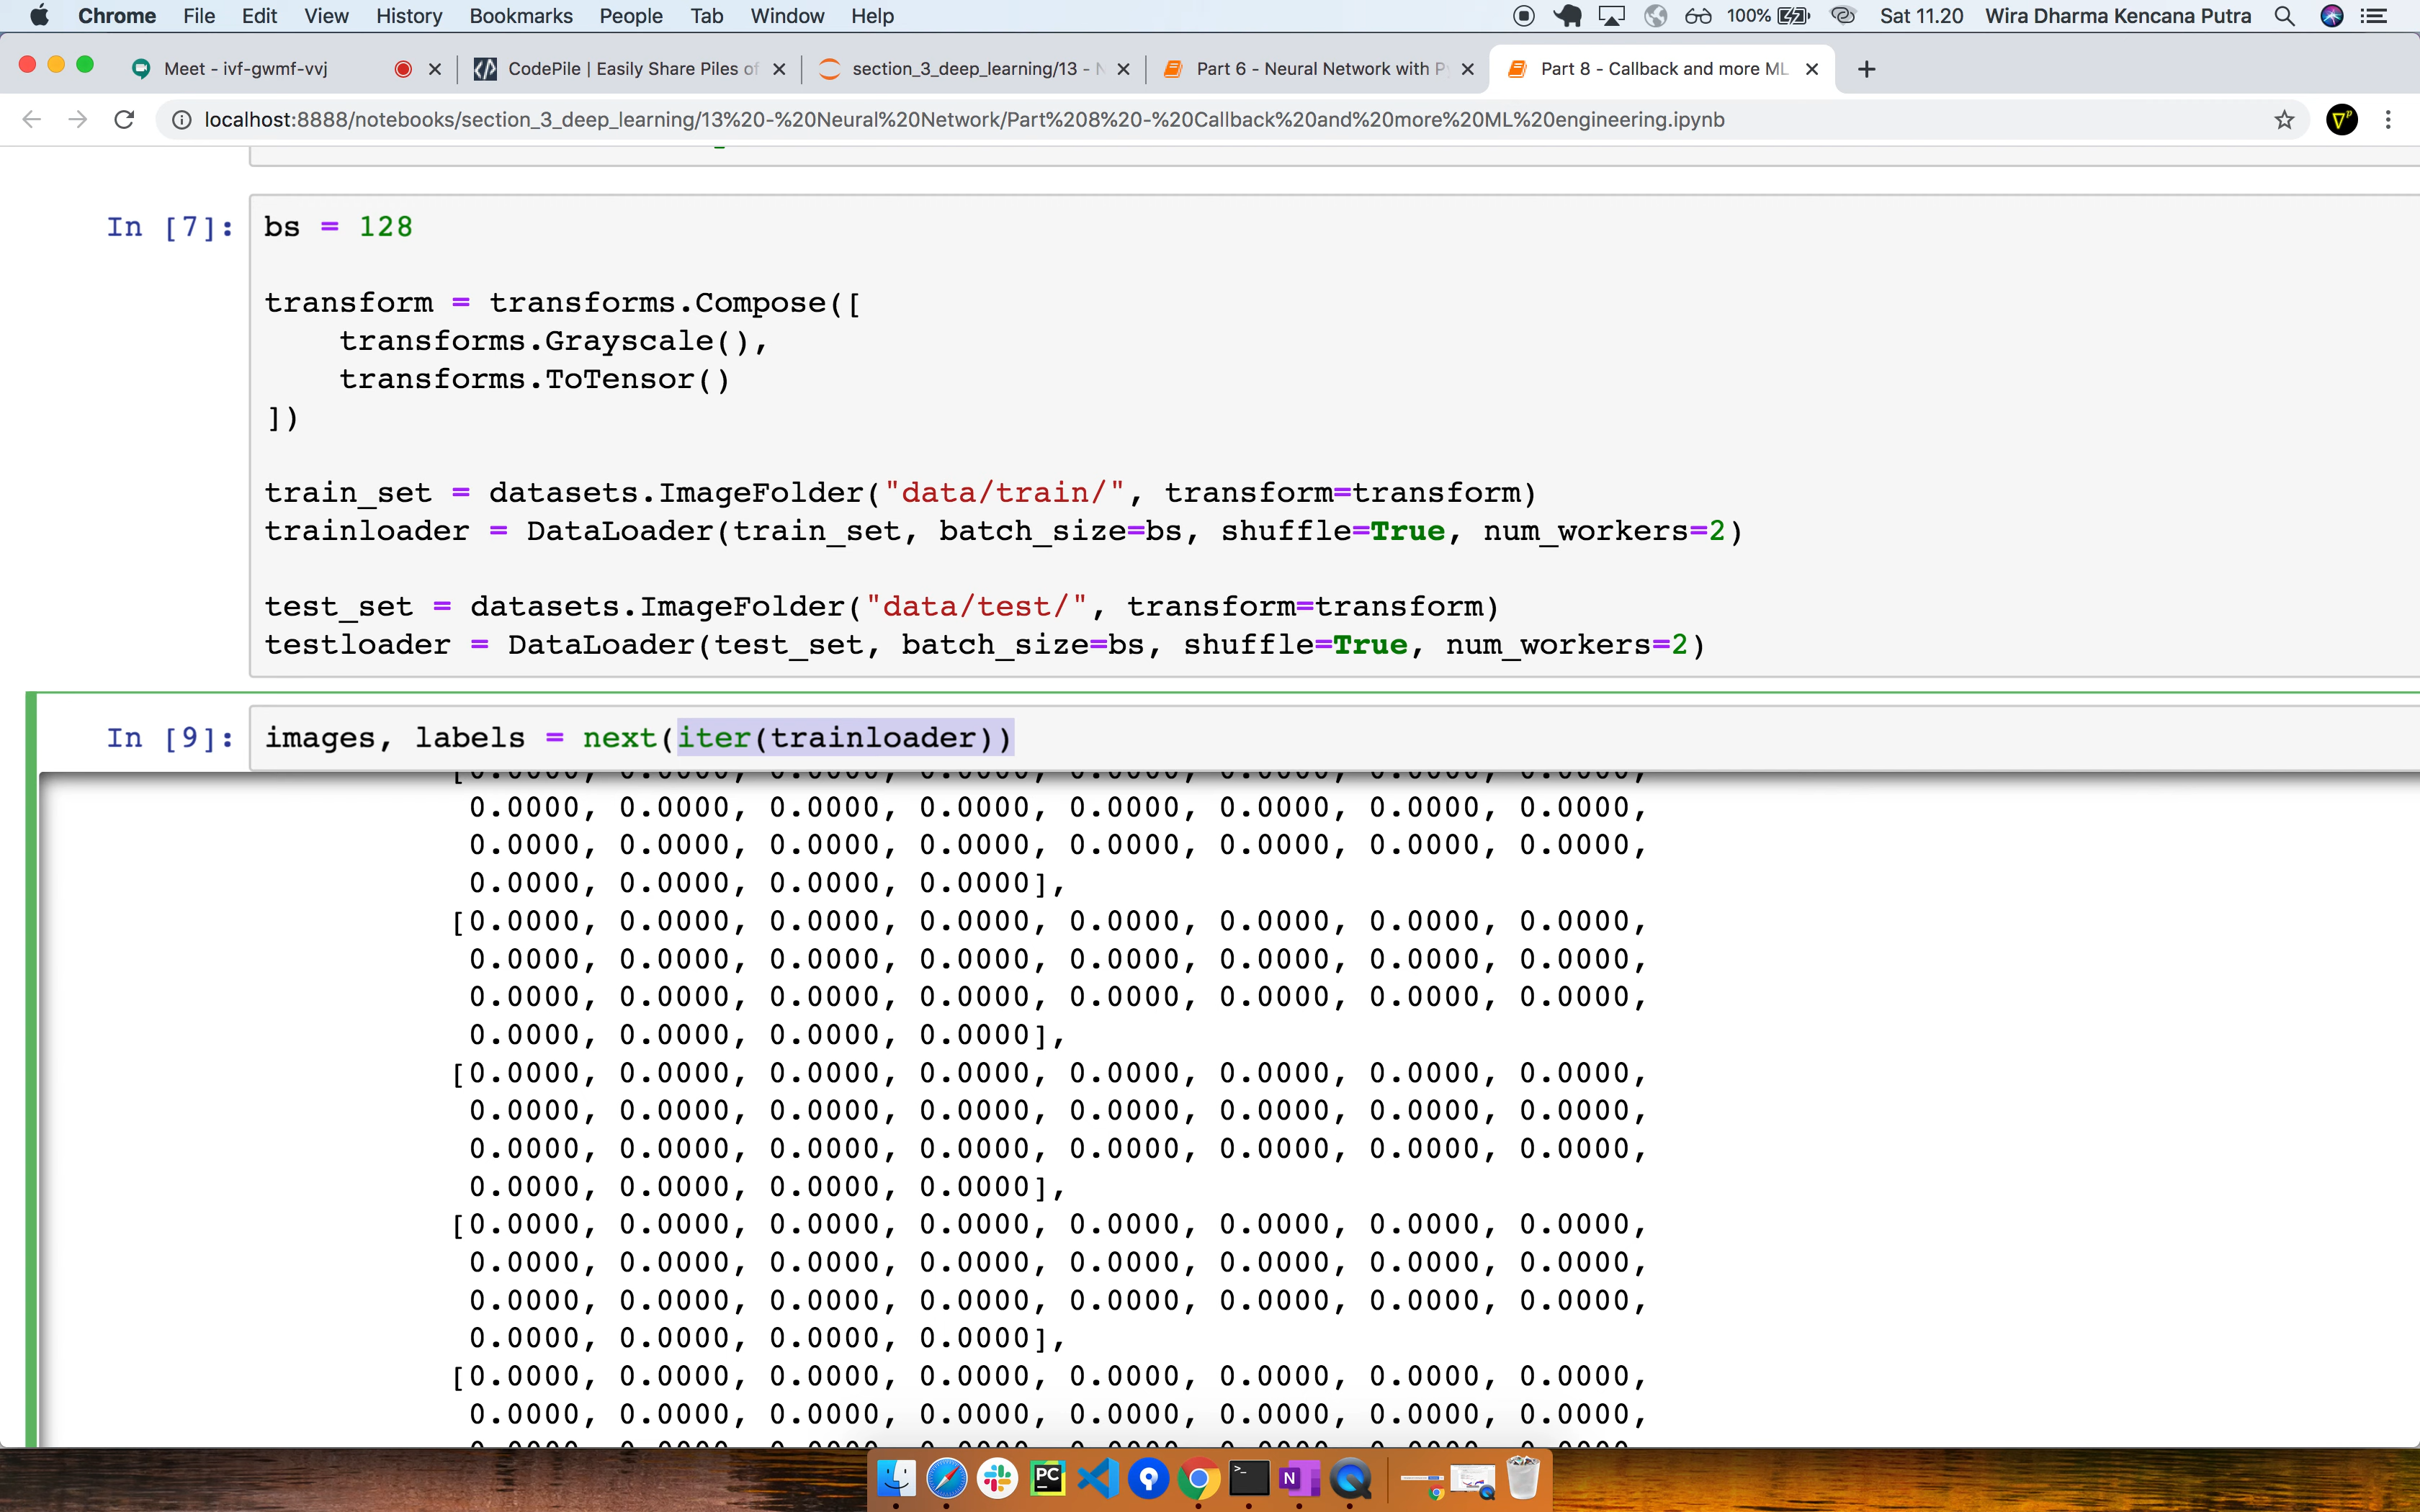 Chrome File Edit View History Bookmarks People Tab Window Help 100% Sat 11.20 Wira Dharma Kencana Putra
Meet - ivf-gwmf-vvj CodePile | Easily Share Piles of section_3_deep_learning/13 - N Part 6 - Neural Network with P Part 8 - Callback and more ML
localhost:8888/notebooks/section_3_deep_learning/13%20-%20Neural%20Network/Part%208%20-%20Callback%20and%20more%20ML%20engineering.ipynb
In [7]: bs = 128
transform = transforms.Compose([
transforms.Grayscale(),
transforms.ToTensor()
])
train_set = datasets.ImageFolder("data/train/", transform=transform)
trainloader = DataLoader(train_set, batch_size=bs, shuffle=True, num_workers=2)
test_set = datasets.ImageFolder("data/test/", transform=transform)
testloader = DataLoader(test_set, batch_size=bs, shuffle=True, num_workers=2)
In [9]: images, labels = next(iter(trainloader))
[0.0000, 0.0000, 0.0000, 0.0000, 0.0000, 0.0000, 0.0000, 0.0000,
0.0000, 0.0000, 0.0000, 0.0000, 0.0000, 0.0000, 0.0000, 0.0000,
0.0000, 0.0000, 0.0000, 0.0000, 0.0000, 0.0000, 0.0000, 0.0000,
0.0000, 0.0000, 0.0000, 0.0000],
[0.0000, 0.0000, 0.0000, 0.0000, 0.0000, 0.0000, 0.0000, 0.0000,
0.0000, 0.0000, 0.0000, 0.0000, 0.0000, 0.0000, 0.0000, 0.0000,
0.0000, 0.0000, 0.0000, 0.0000, 0.0000, 0.0000, 0.0000, 0.0000,
0.0000, 0.0000, 0.0000, 0.0000],
[0.0000, 0.0000, 0.0000, 0.0000, 0.0000, 0.0000, 0.0000, 0.0000,
0.0000, 0.0000, 0.0000, 0.0000, 0.0000, 0.0000, 0.0000, 0.0000,
0.0000, 0.0000, 0.0000, 0.0000, 0.0000, 0.0000, 0.0000, 0.0000,
0.0000, 0.0000, 0.0000, 0.0000],
[0.0000, 0.0000, 0.0000, 0.0000, 0.0000, 0.0000, 0.0000, 0.0000,
0.0000, 0.0000, 0.0000, 0.0000, 0.0000, 0.0000, 0.0000, 0.0000,
0.0000, 0.0000, 0.0000, 0.0000, 0.0000, 0.0000, 0.0000, 0.0000,
0.0000, 0.0000, 0.0000, 0.0000],
[0.0000, 0.0000, 0.0000, 0.0000, 0.0000, 0.0000, 0.0000, 0.0000,
0.0000, 0.0000, 0.0000, 0.0000, 0.0000, 0.0000, 0.0000, 0.0000,
PC N